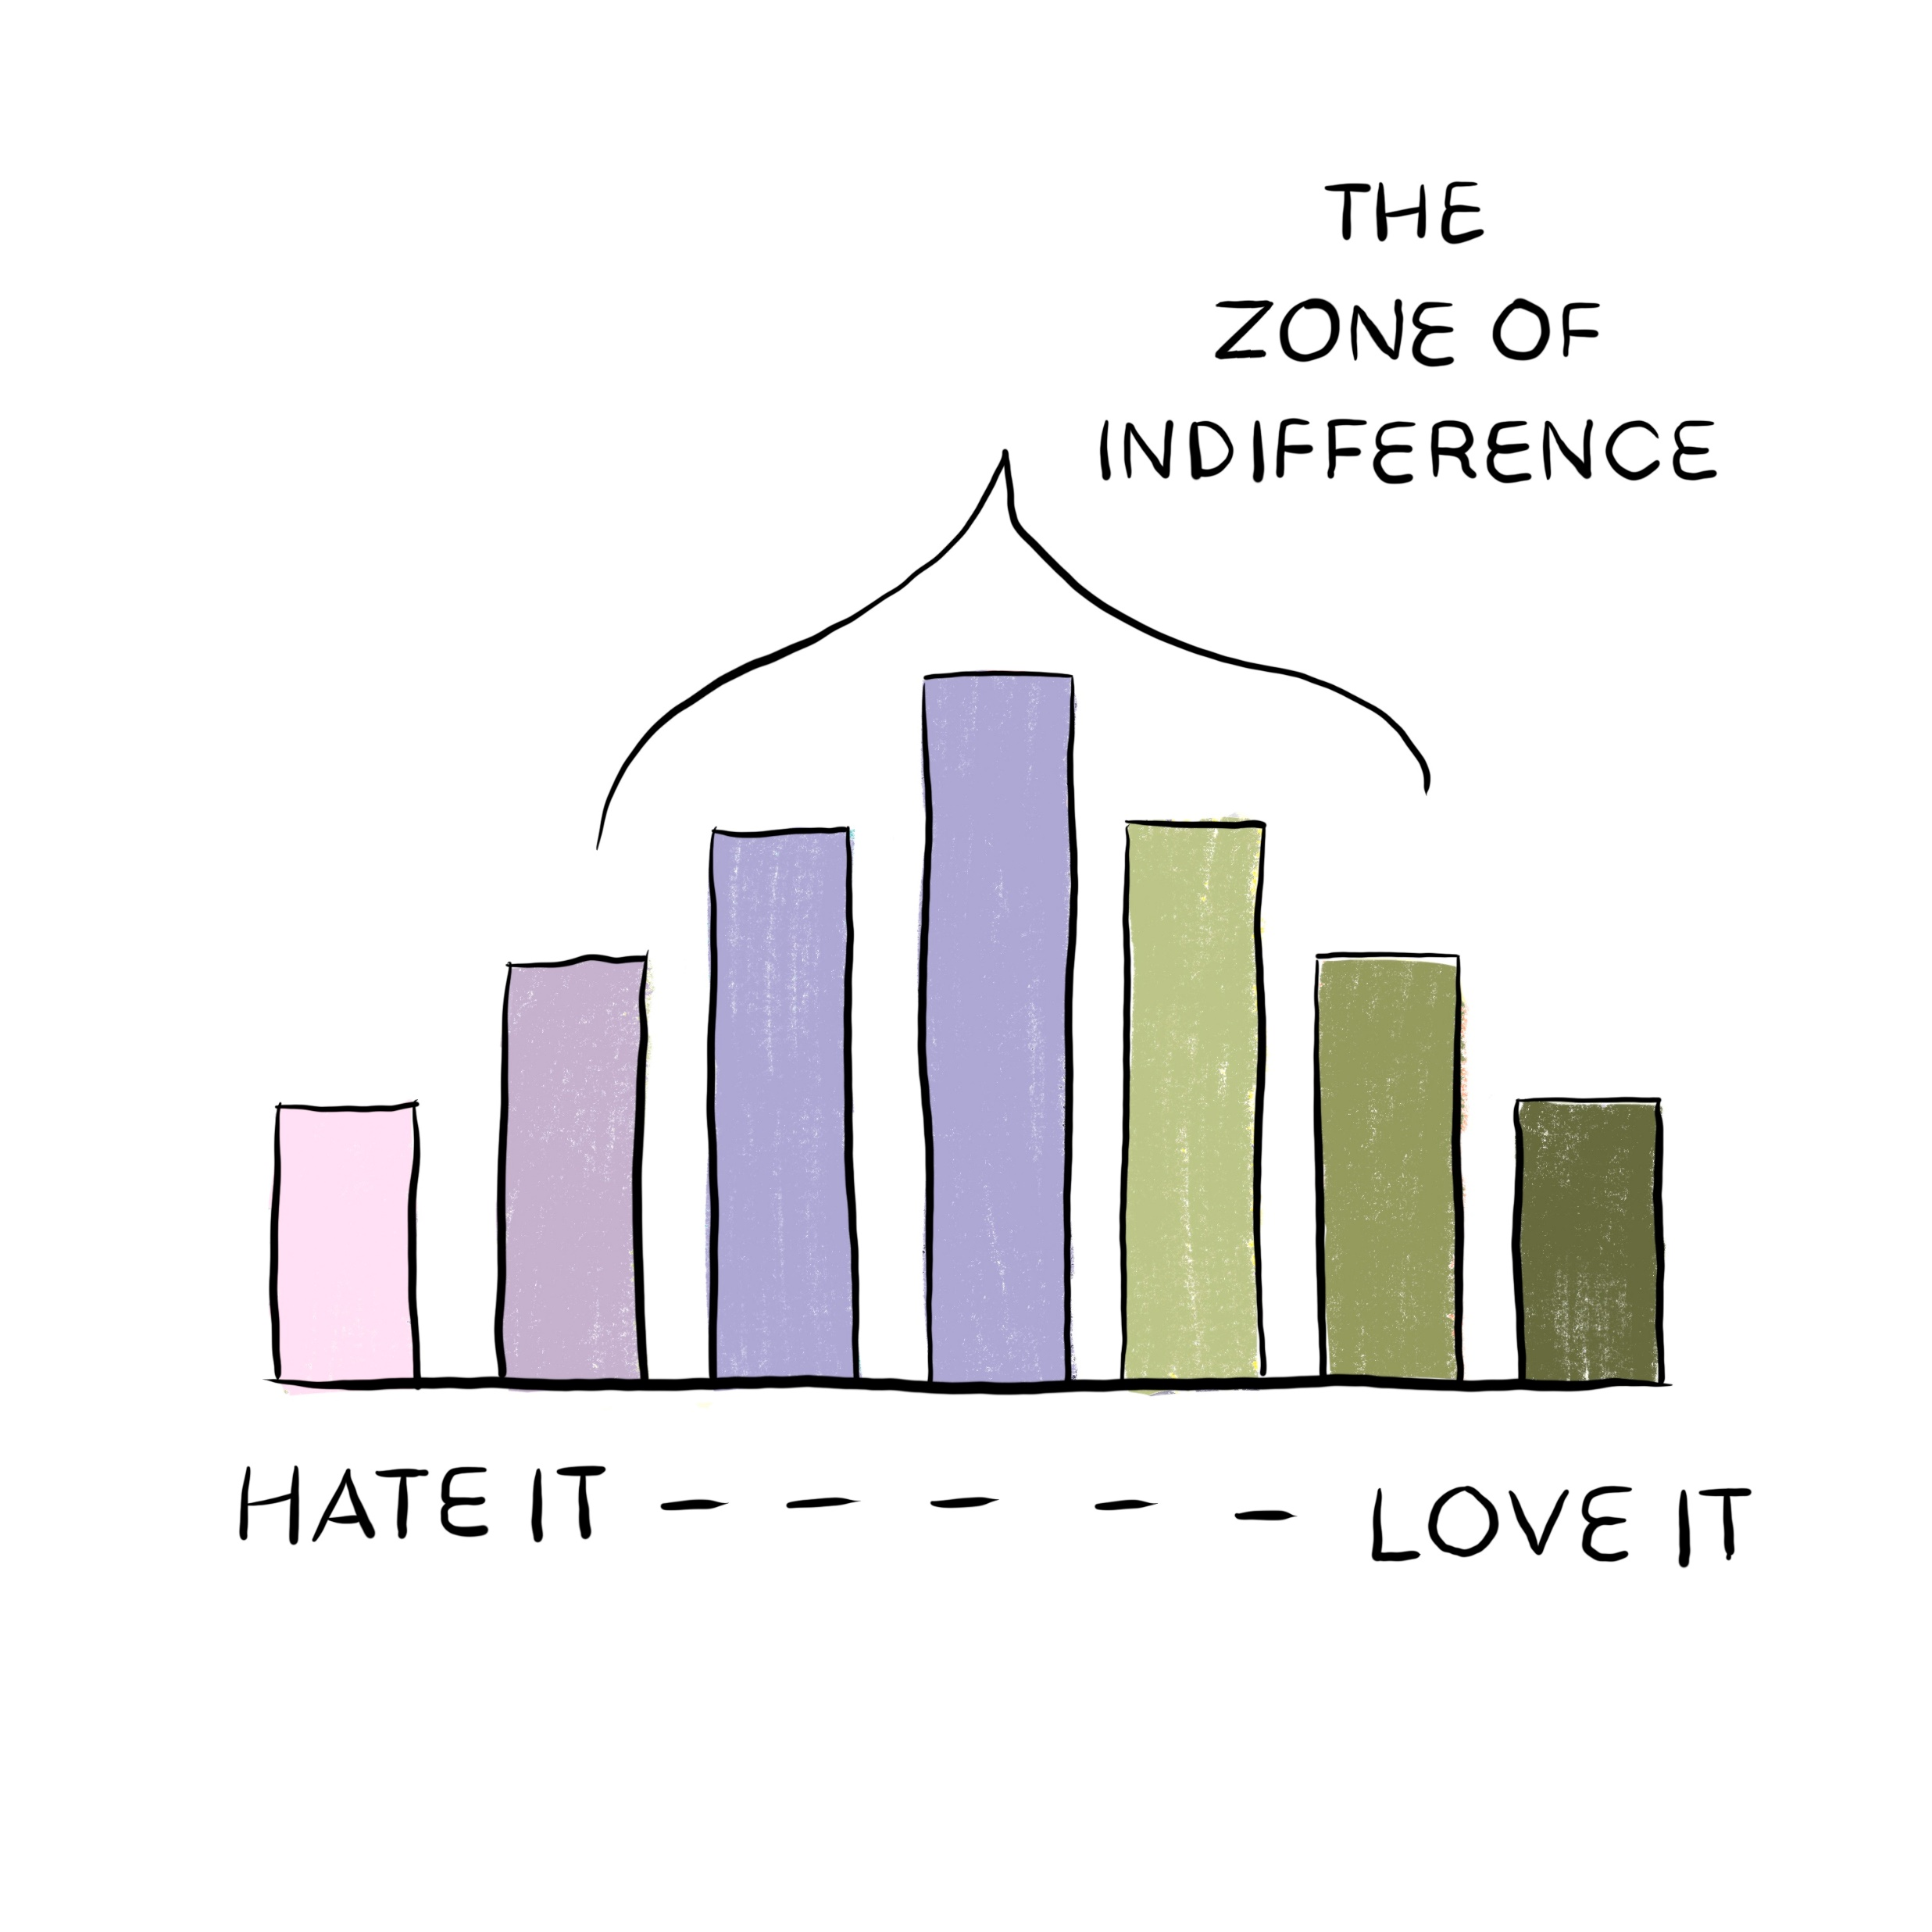 THE
ZONE OF
INDIFFERENCE
HATE IT - - - - - LOVE IT